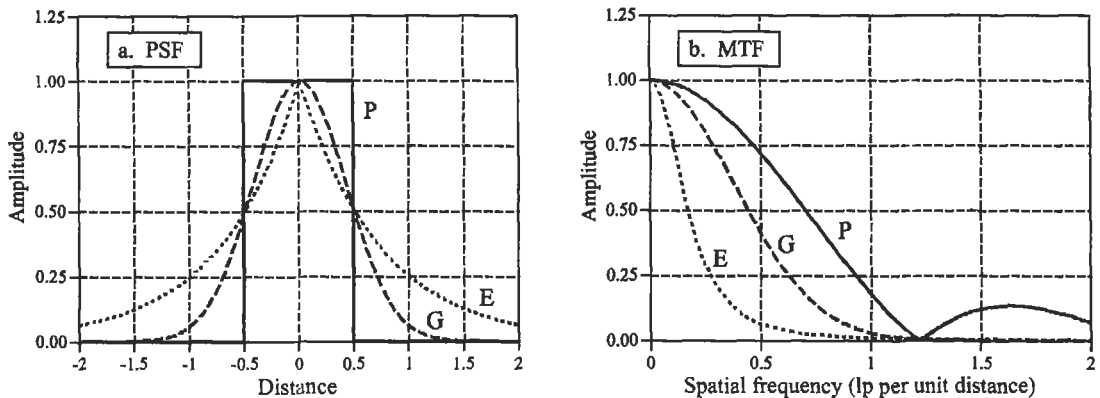 a. PSF
1.25
1.00
0.75
0.50
0.25
0.00
Amplitude
P
E
G
-2 -1.5 -1 -0.5 0 0.5 1 1.5 2
Distance
b. MTF
1.25
1.00
0.75
0.50
0.25
0.00
Amplitude
P
G
E
0 0.5 1 1.5 2
Spatial frequency (lp per unit distance)